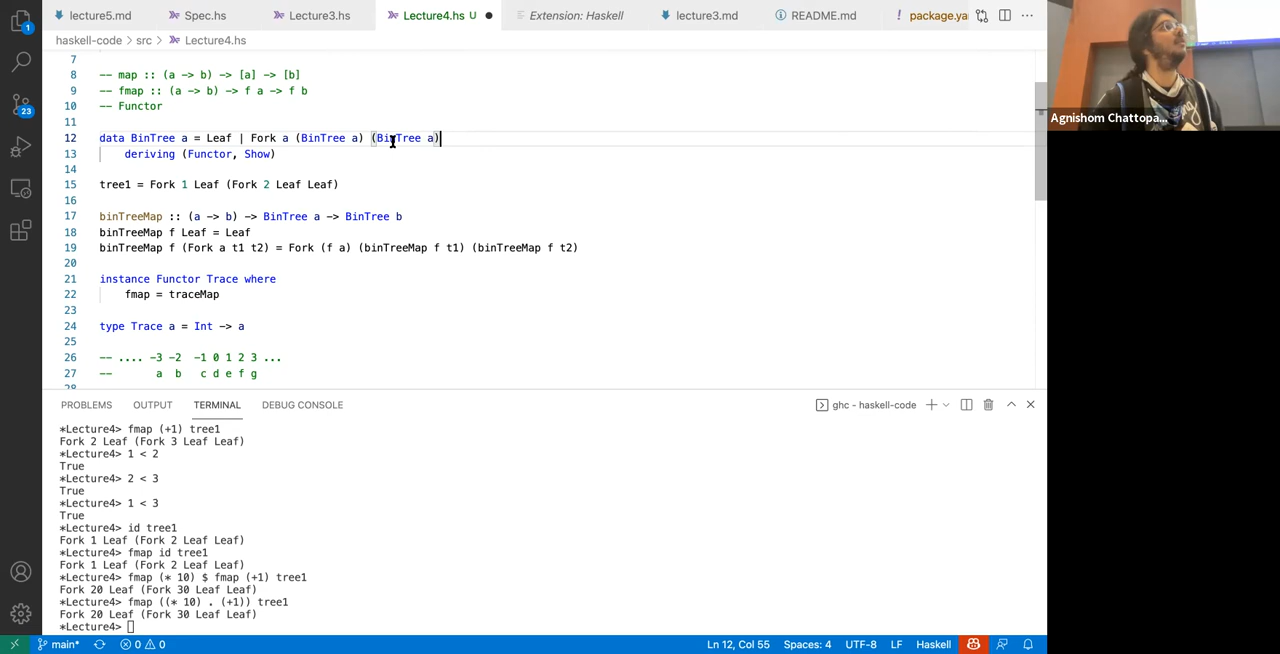 lecture5.md Spec.hs Lecture3.hs Lecture4.hs U ● Extension: Haskell lecture3.md README.md ! package.ya
haskell-code > src > Lecture4.hs
1
23
7
8 -- map :: (a -> b) -> [a] -> [b]
9 -- fmap :: (a -> b) -> f a -> f b
10 -- Functor
11
12 data BinTree a = Leaf | Fork a (BinTree a) (BinTree a)
13 deriving (Functor, Show)
14
15 tree1 = Fork 1 Leaf (Fork 2 Leaf Leaf)
16
17 binTreeMap :: (a -> b) -> BinTree a -> BinTree b
18 binTreeMap f Leaf = Leaf
19 binTreeMap f (Fork a t1 t2) = Fork (f a) (binTreeMap f t1) (binTreeMap f t2)
20
21 instance Functor Trace where
22 fmap = traceMap
23
24 type Trace a = Int -> a
25
26 -- .... -3 -2 -1 0 1 2 3 ...
27 -- a b c d e f g
28
Agnishom Chattopa...
PROBLEMS OUTPUT TERMINAL DEBUG CONSOLE ghc - haskell-code
*Lecture4> fmap (+1) tree1
Fork 2 Leaf (Fork 3 Leaf Leaf)
*Lecture4> 1 < 2
True
*Lecture4> 2 < 3
True
*Lecture4> 1 < 3
True
*Lecture4> id tree1
Fork 1 Leaf (Fork 2 Leaf Leaf)
*Lecture4> fmap id tree1
Fork 1 Leaf (Fork 2 Leaf Leaf)
*Lecture4> fmap (* 10) $ fmap (+1) tree1
Fork 20 Leaf (Fork 30 Leaf Leaf)
*Lecture4> fmap ((* 10) . (+1)) tree1
Fork 20 Leaf (Fork 30 Leaf Leaf)
*Lecture4>
main* 0 0 Ln 12, Col 55 Spaces: 4 UTF-8 LF Haskell